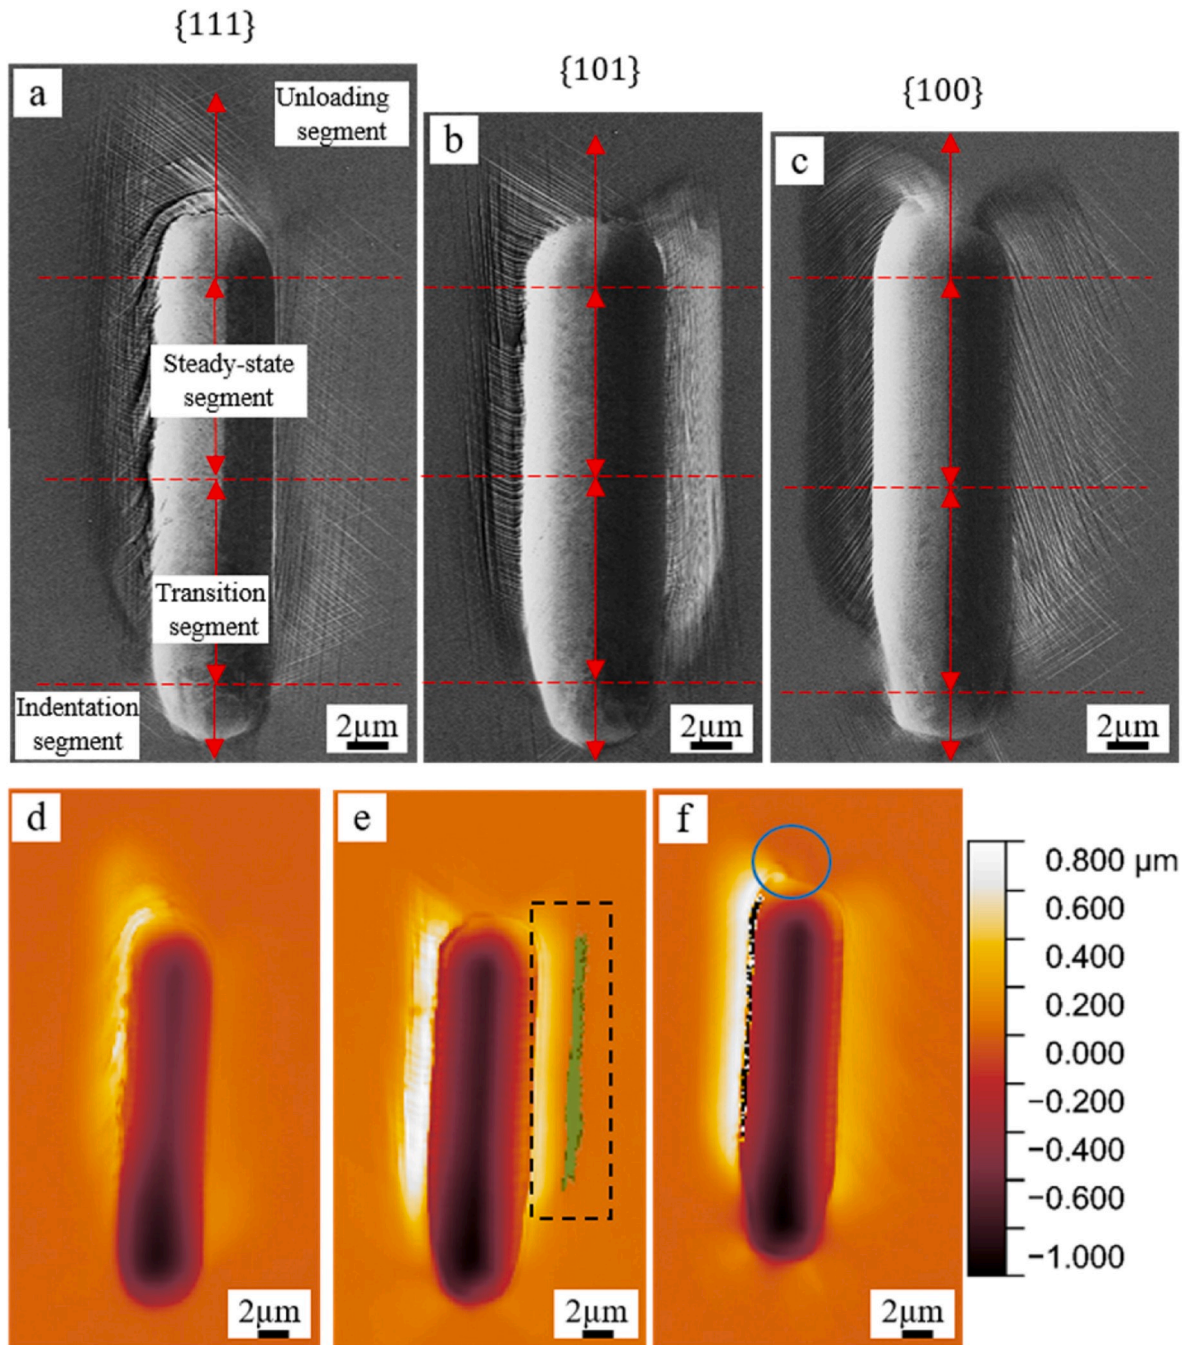 {111}
{101}
{100}
a
Unloading
segment
b
c
Steady-state
segment
Transition
segment
Indentation
segment
2μm
2μm
2μm
d
e
f
0.800 μm
0.600
0.400
0.200
0.000
−0.200
−0.400
−0.600
−1.000
2μm
2μm
2μm